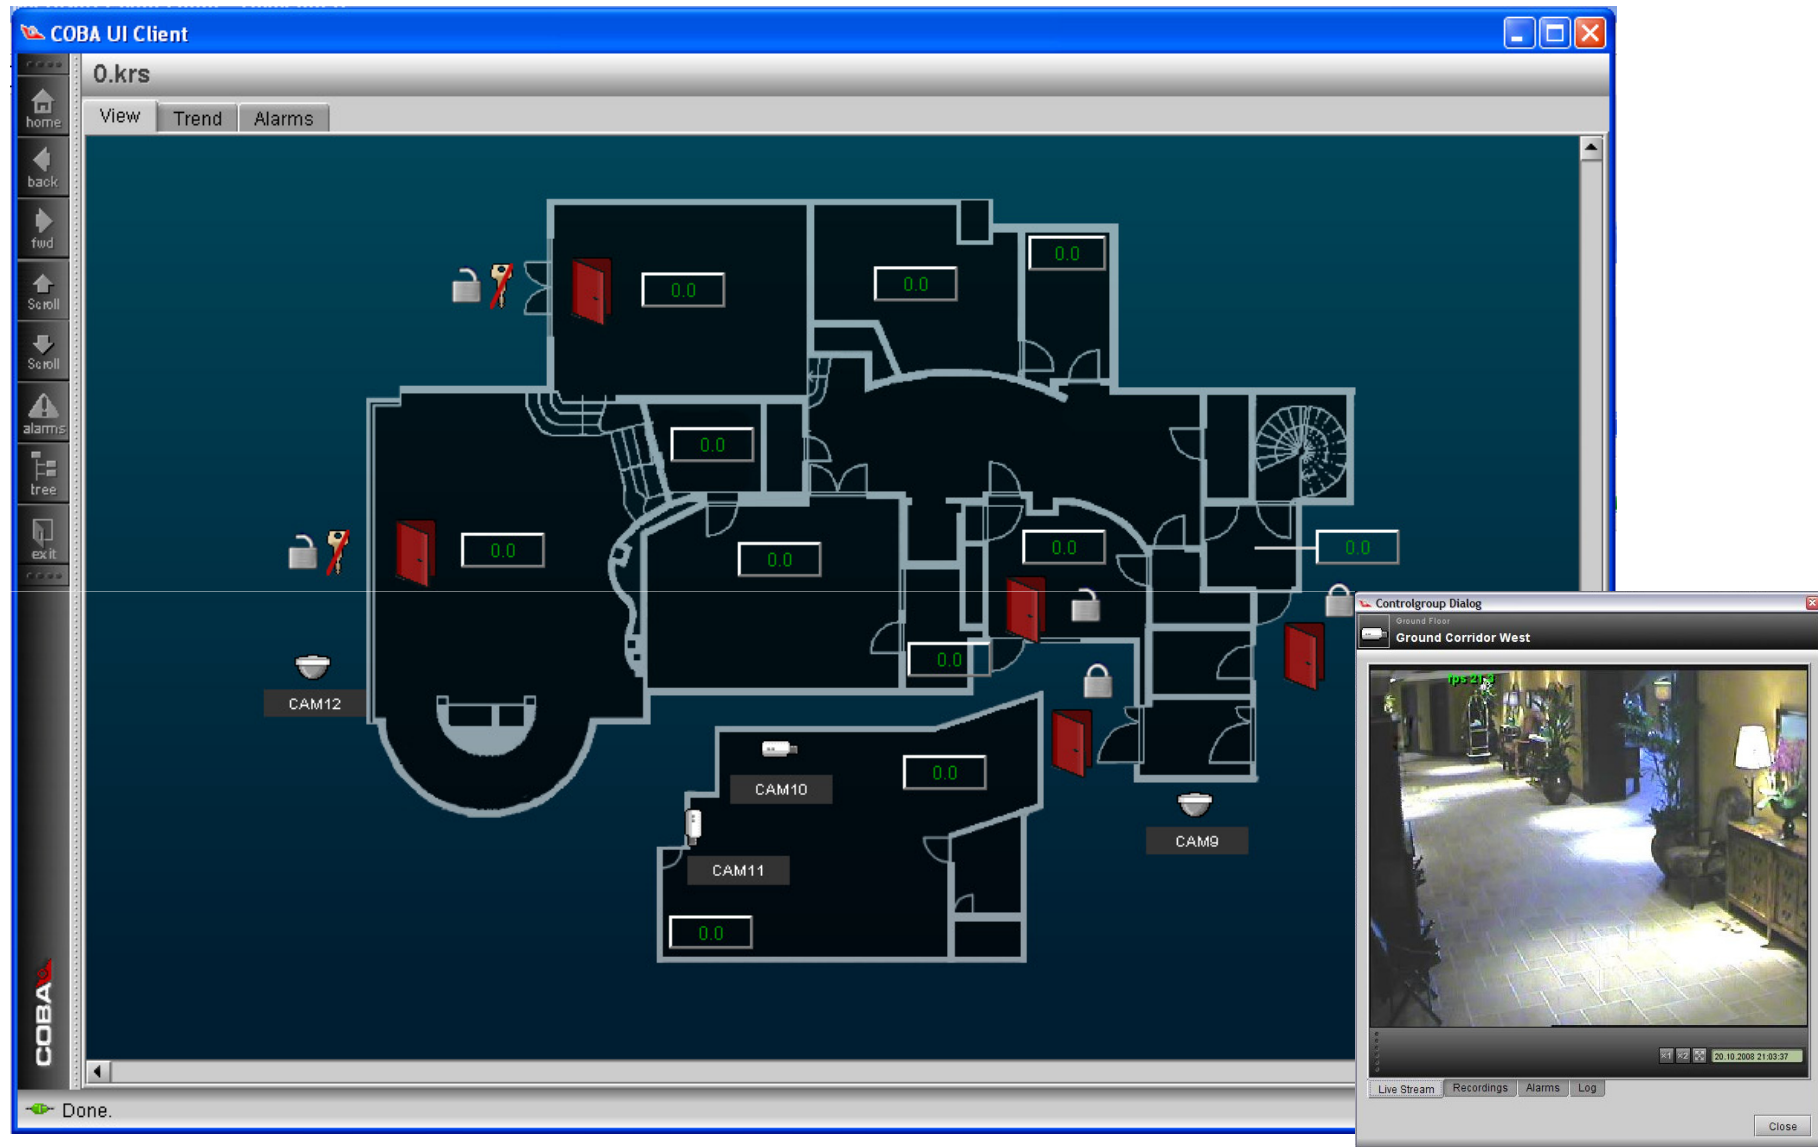 COBA UI Client
0.krs
home
back
fwd
Scroll
Scroll
alarms
tree
exit
COBA
View Trend Alarms
0.0
0.0
0.0
0.0
0.0
0.0
0.0
0.0
0.0
CAM12
CAM10
0.0
CAM11
CAM9
0.0
Done.
Controlgroup Dialog
Ground Floor
Ground Corridor West
x1 x2
20.10.2008 21:03:37
Live Stream Recordings Alarms Log
Close